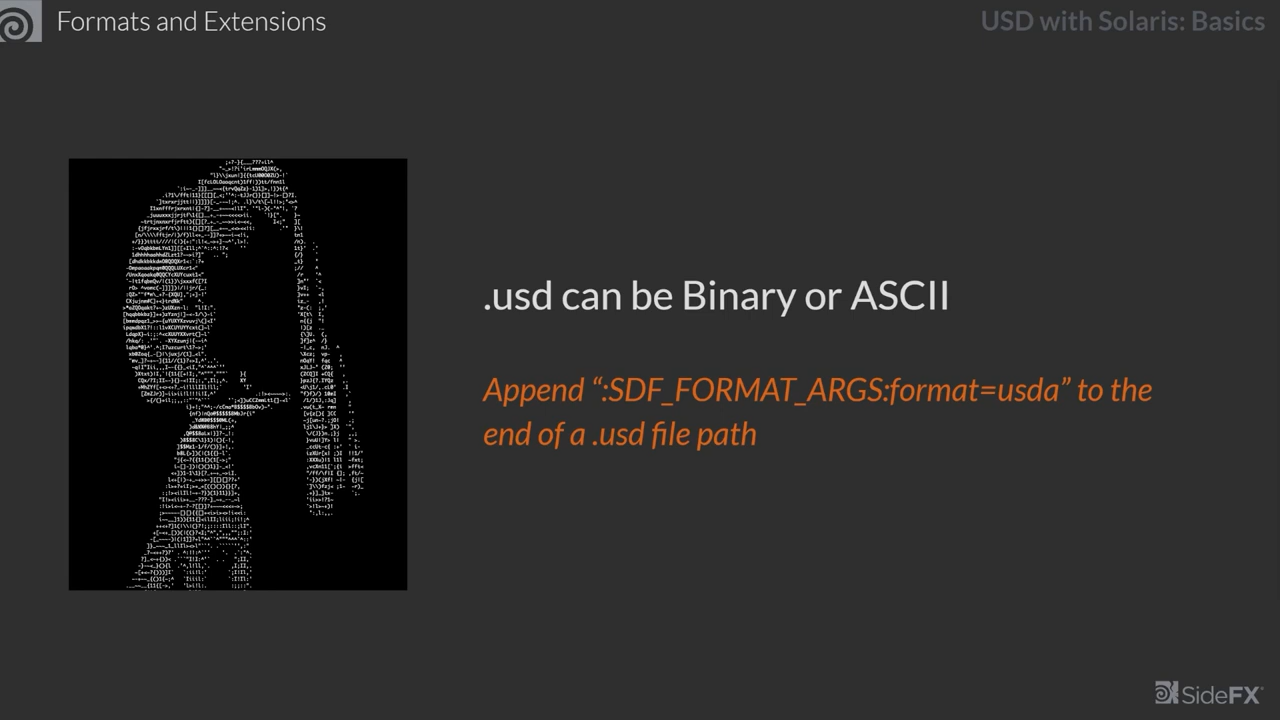 Formats and Extensions
USD with Solaris: Basics
.usd can be Binary or ASCII
Append “:SDF_FORMAT_ARGS:format=usda” to the
end of a .usd file path
SideFX